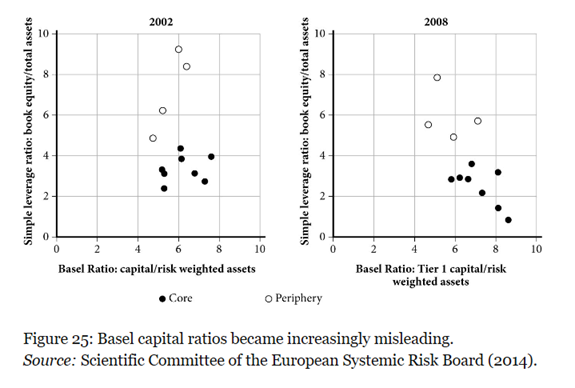 2002
Simple leverage ratio: book equity/total assets
10
8
6
4
2
0
0 2 4 6 8 10
Basel Ratio: capital/risk weighted assets
2008
Simple leverage ratio: book equity/total assets
10
8
6
4
2
0
0 2 4 6 8 10
Basel Ratio: Tier 1 capital/risk
weighted assets
Core
Periphery
Figure 25: Basel capital ratios became increasingly misleading.
Source: Scientific Committee of the European Systemic Risk Board (2014).